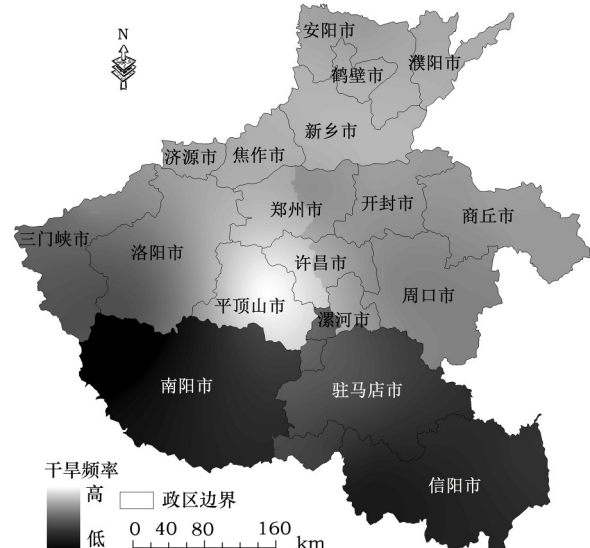 N
安阳市
濮阳市
鹤壁市
新乡市
济源市
焦作市
郑州市
开封市
商丘市
三门峡市
洛阳市
许昌市
平顶山市
漯河市
周口市
南阳市
驻马店市
信阳市
干旱频率
高
低
政区边界
0 40 80 160
km